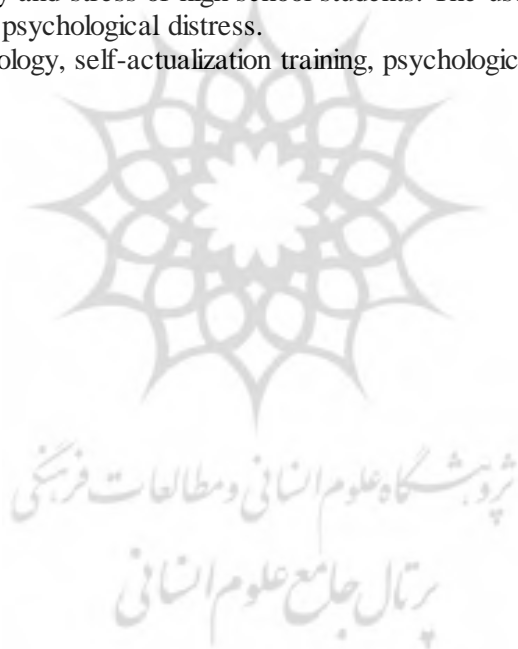 y and stress of high school students. The us
psychological distress.
ology, self-actualization training, psychologic
پژوهشگاه علوم انسانی و مطالعات فرهنگی
پرتال جامع علوم انسانی